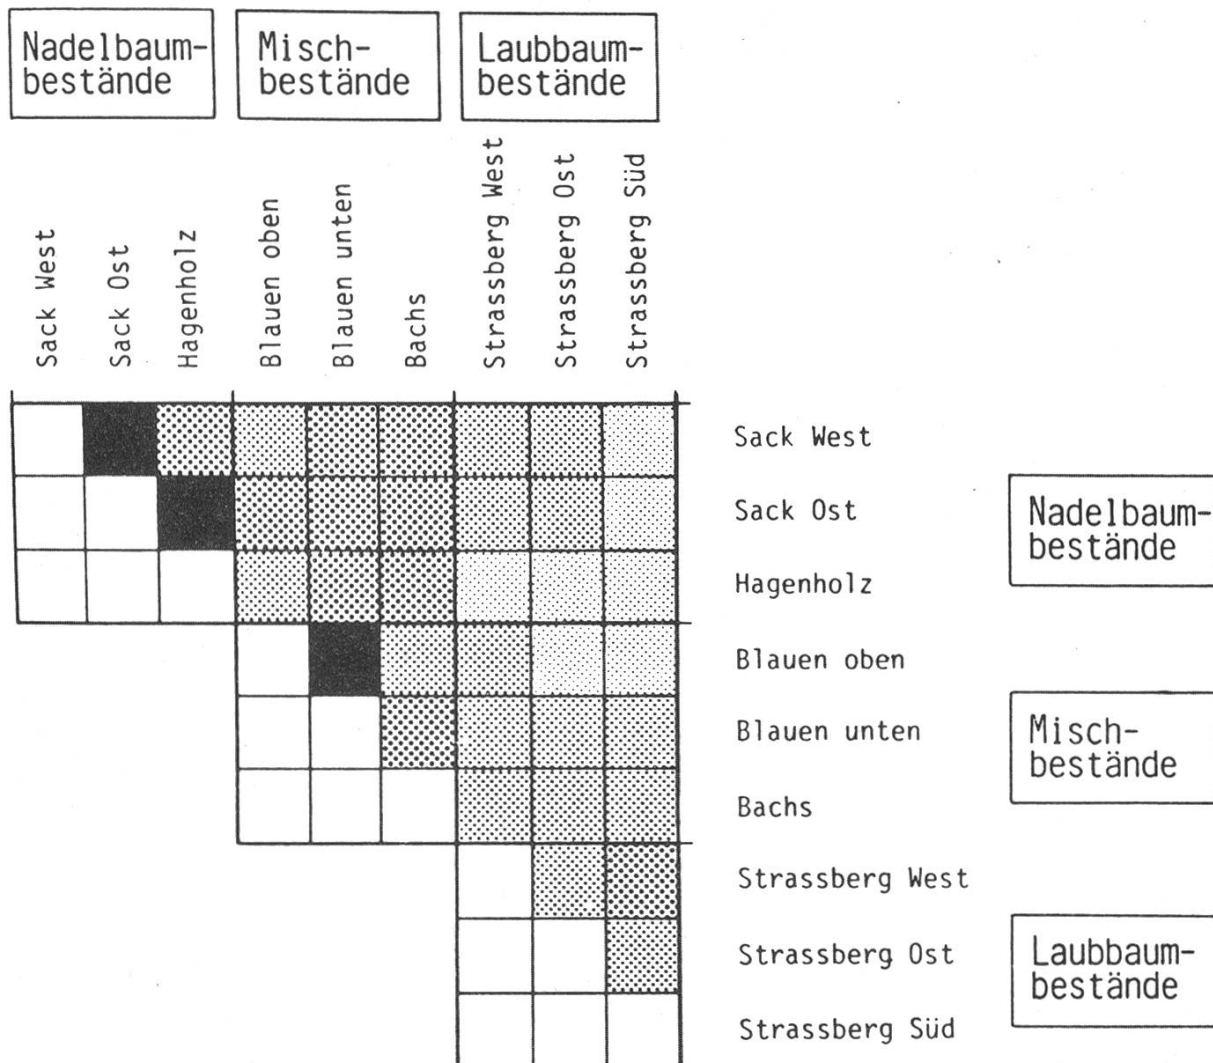 Nadelbaum-
bestände
Misch-
bestände
Laubbaum-
bestände
Sack West
Sack Ost
Hagenholz
Blauen oben
Blauen unten
Bachs
Strassberg West
Strassberg Ost
Strassberg Süd
Sack West
Sack Ost
Hagenholz
Blauen oben
Blauen unten
Bachs
Strassberg West
Strassberg Ost
Strassberg Süd
Nadelbaum-
bestände
Misch-
bestände
Laubbaum-
bestände